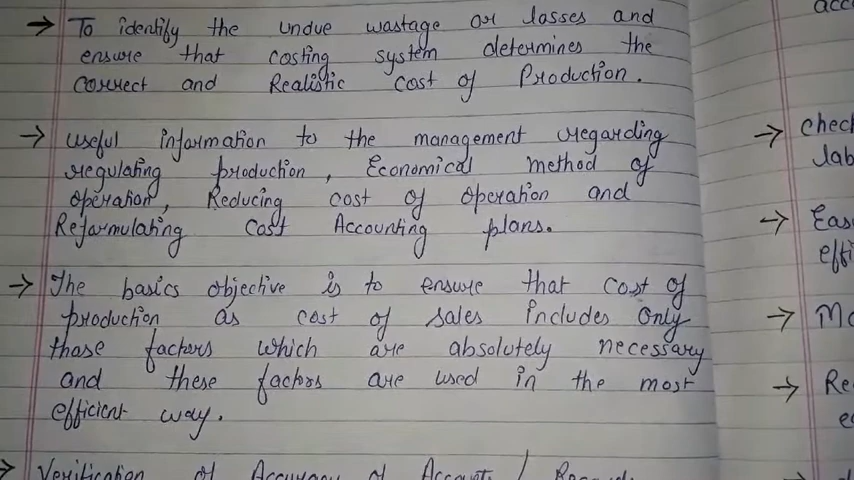 → To identify the undue wastage or losses and
ensure that costing system determines the
correct and Realistic cost of Production.
→ useful information to the management regarding
regulating production, Economical method of
operation, Reducing cost of operation and
Reformulating cost Accounting plans.
→ The basics objective is to ensure that cost of
production as cost of sales includes only
those factors which are absolutely necessary
and these factors are used in the most
efficient way.
→ Verification of Accuracy of Accounts /
→ check
lab
→ Eas
effi
→ Mo
→ Re